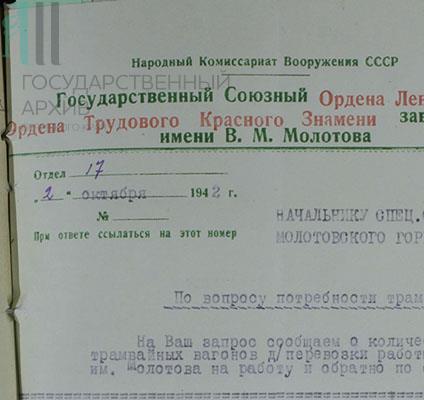 ГОСУДАРСТВЕННЫЙ
АРХИВ
Народный Комиссариат Вооружения СССР
Государственный Союзный Ордена Лен
Ордена Трудового Красного Знамени зав
имени В. М. Молотова
Отдел 17
„2" октября 1942 г.
№
При ответе ссылаться на этот номер
НАЧАЛЬНИКУ СПЕЦ.
МОЛОТОВСКОГО ГОР
По вопросу потребности трам
На Ваш запрос сообщаем о количе
трамвайных вагонов д/перевозки работ
им. Молотова на работу и обратно по